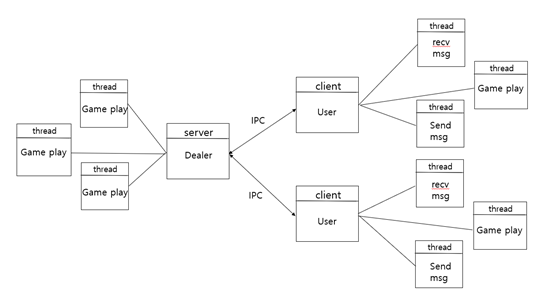 thread
Game play
thread
Game play
thread
Game play
server
Dealer
IPC
IPC
client
User
thread
recv
msg
thread
Game play
thread
Send
msg
client
User
thread
recv
msg
thread
Game play
thread
Send
msg